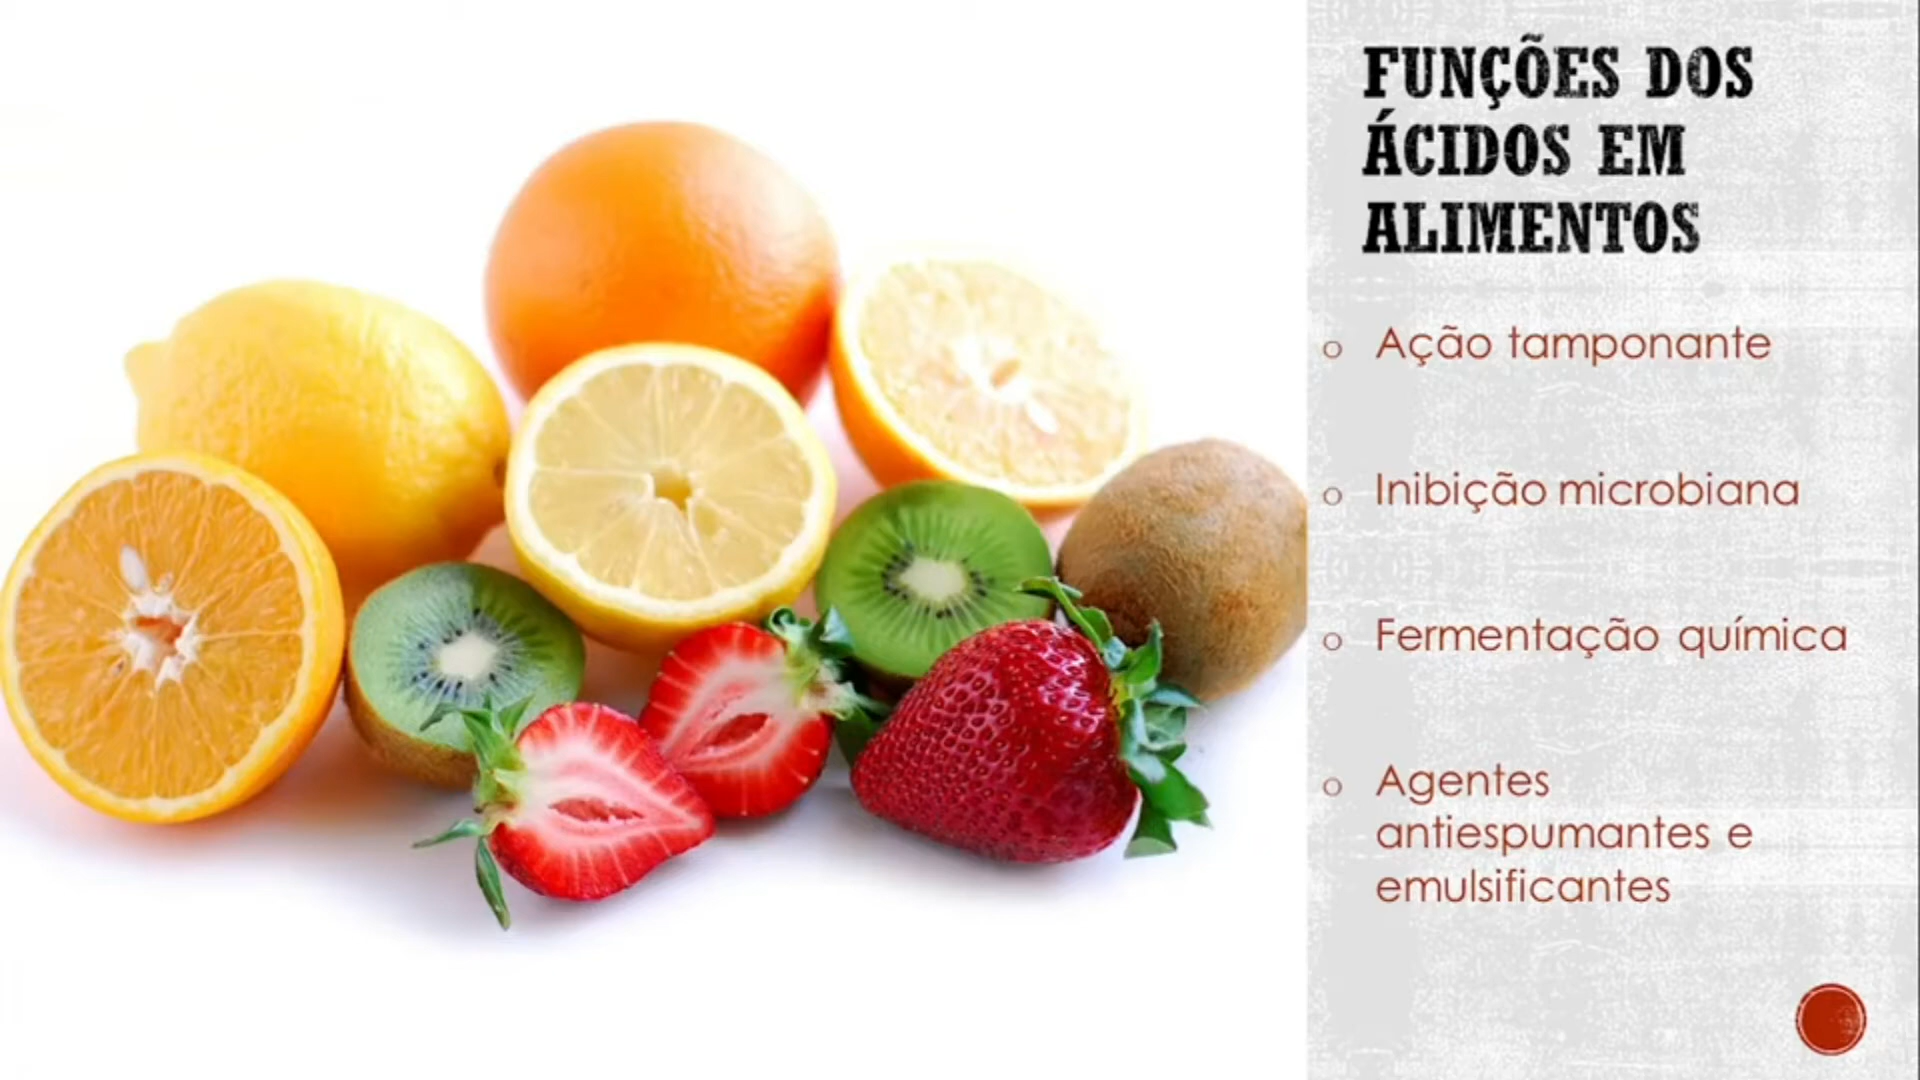 FUNÇÕES DOS
ÁCIDOS EM
ALIMENTOS
o Ação tamponante
o Inibição microbiana
o Fermentação química
o Agentes
antiespumantes e
emulsificantes